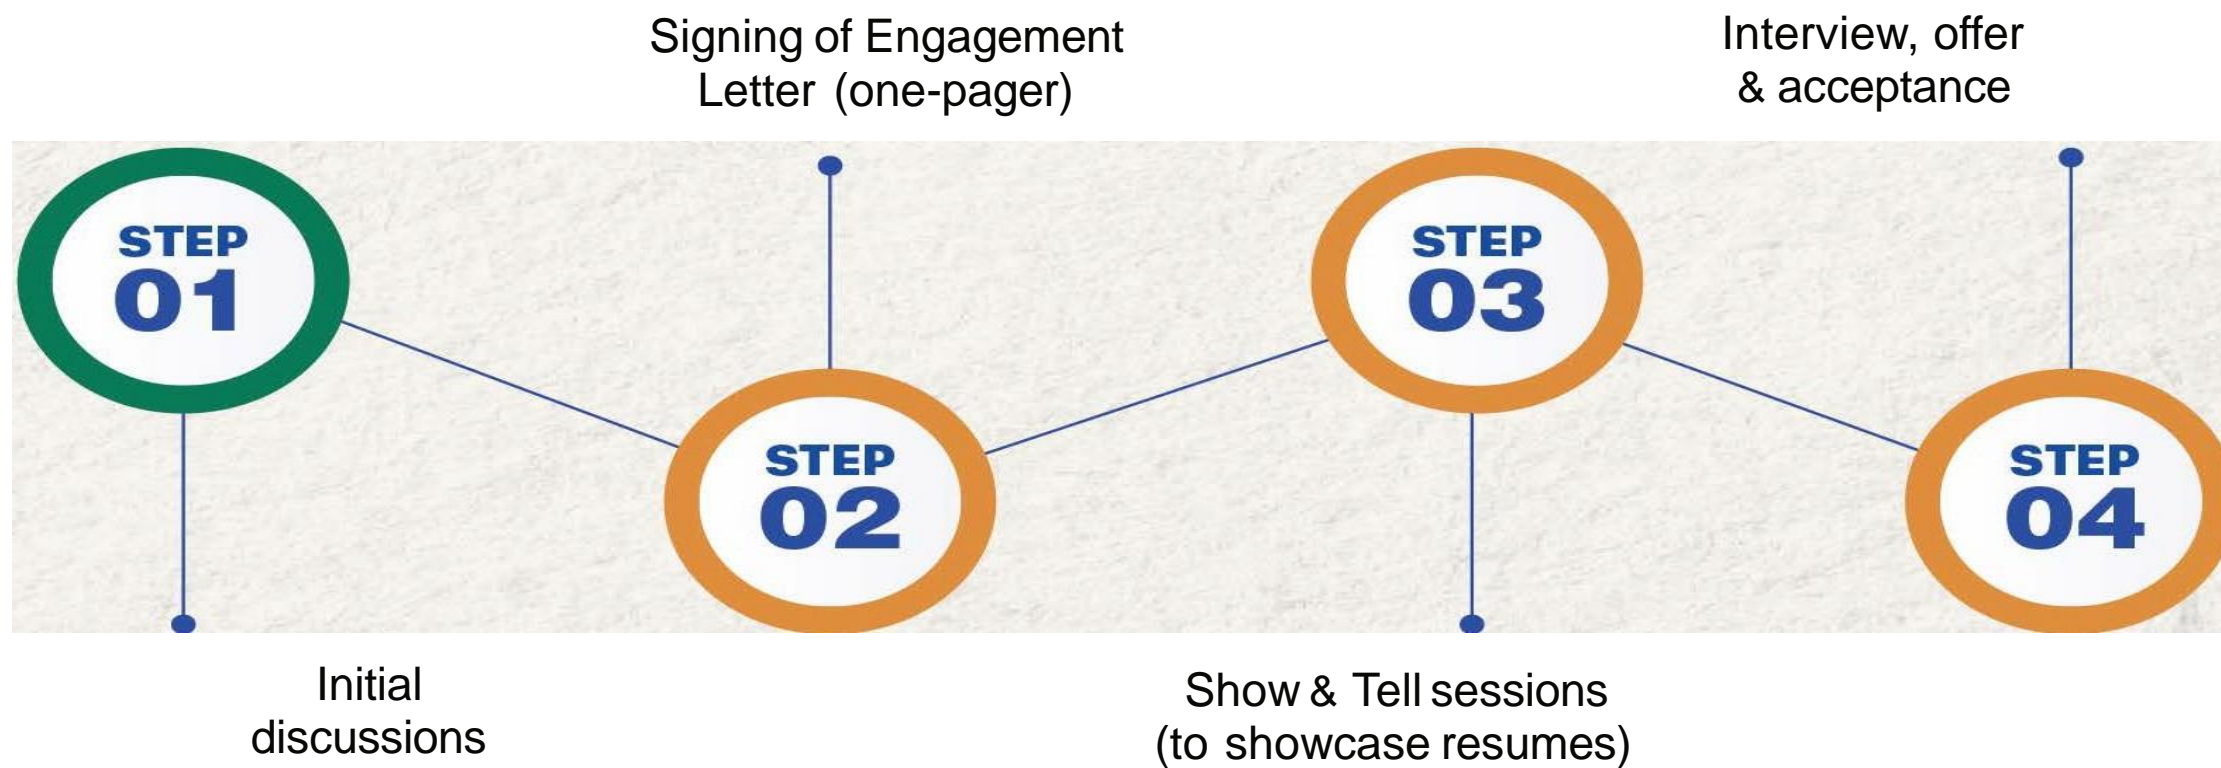 Signing of Engagement
Letter (one-pager)
Interview, offer
& acceptance
STEP
01
STEP
02
STEP
03
STEP
04
Initial
discussions
Show & Tell sessions
(to showcase resumes)